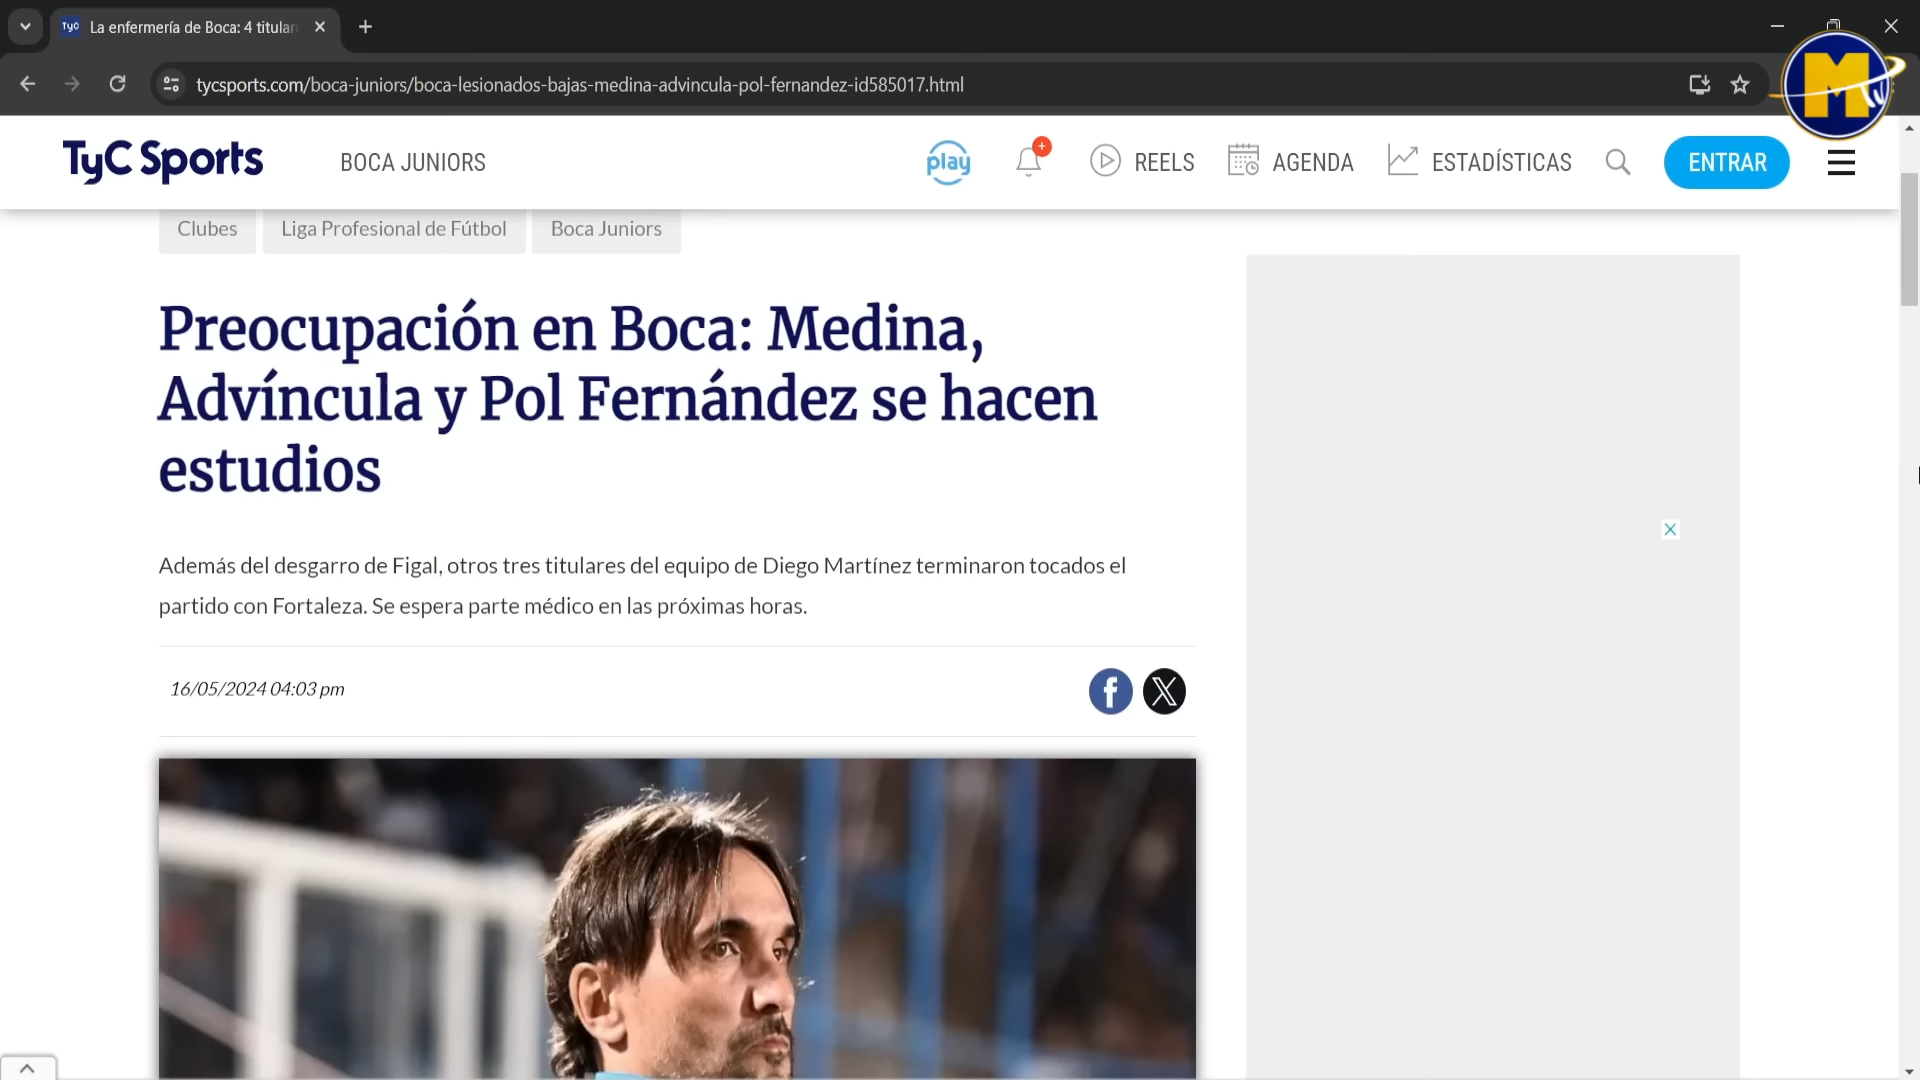 TyC
La enfermería de Boca: 4 titular
tycsports.com/boca-juniors/boca-lesionados-bajas-medina-advincula-pol-fernandez-id585017.html
M
TV
TyC Sports
BOCA JUNIORS
play
REELS
AGENDA
ESTADÍSTICAS
ENTRAR
Clubes
Liga Profesional de Fútbol
Boca Juniors
Preocupación en Boca: Medina,
Advíncula y Pol Fernández se hacen
estudios
Además del desgarro de Figal, otros tres titulares del equipo de Diego Martínez terminaron tocados el
partido con Fortaleza. Se espera parte médico en las próximas horas.
16/05/2024 04:03 pm